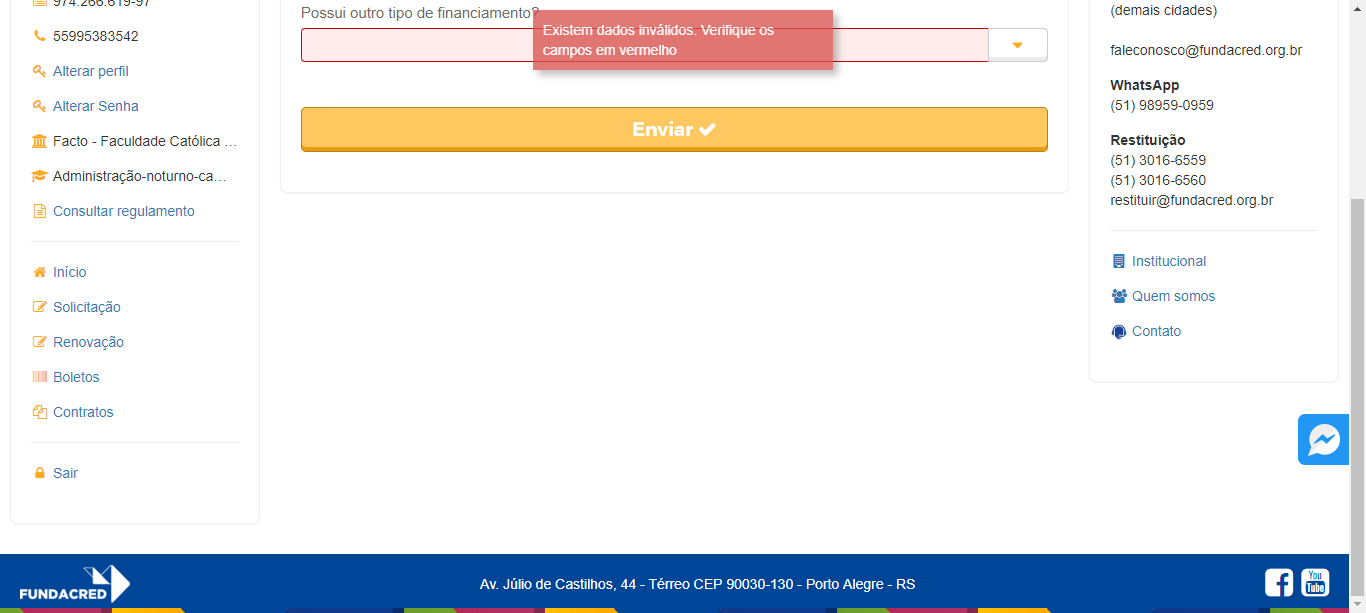 974.266.619-97
55995383542
Alterar perfil
Alterar Senha
Facto - Faculdade Católica ...
Administração-noturno-ca...
Consultar regulamento
Início
Solicitação
Renovação
Boletos
Contratos
Sair
Possui outro tipo de financiamento?
Existem dados inválidos. Verifique os
campos em vermelho
Enviar
(demais cidades)
faleconosco@fundacred.org.br
WhatsApp
(51) 98959-0959
Restituição
(51) 3016-6559
(51) 3016-6560
restituir@fundacred.org.br
Institucional
Quem somos
Contato
FUNDACRED
Av. Júlio de Castilhos, 44 - Térreo CEP 90030-130 - Porto Alegre - RS
You
Tube